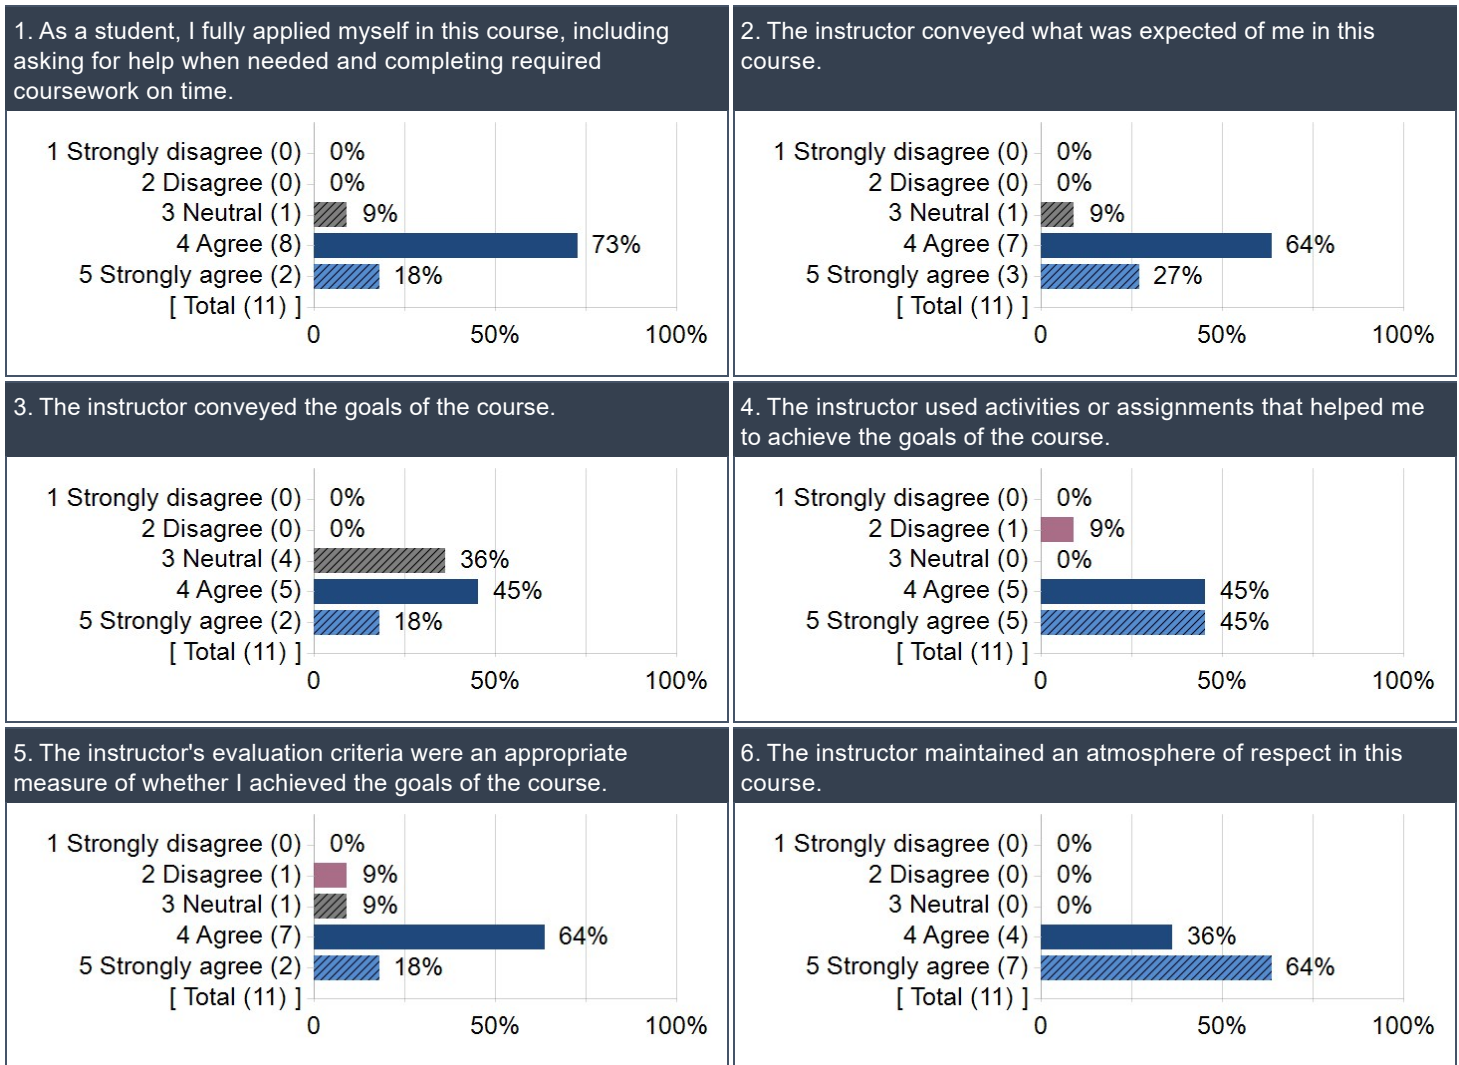 1. As a student, I fully applied myself in this course, including
asking for help when needed and completing required
coursework on time.
1 Strongly disagree (0) 0%
2 Disagree (0) 0%
3 Neutral (1) 9%
4 Agree (8) 73%
5 Strongly agree (2) 18%
[ Total (11) ]
0 50% 100%
2. The instructor conveyed what was expected of me in this
course.
1 Strongly disagree (0) 0%
2 Disagree (0) 0%
3 Neutral (1) 9%
4 Agree (7) 64%
5 Strongly agree (3) 27%
[ Total (11) ]
0 50% 100%
3. The instructor conveyed the goals of the course.
1 Strongly disagree (0) 0%
2 Disagree (0) 0%
3 Neutral (4) 36%
4 Agree (5) 45%
5 Strongly agree (2) 18%
[ Total (11) ]
0 50% 100%
4. The instructor used activities or assignments that helped me
to achieve the goals of the course.
1 Strongly disagree (0) 0%
2 Disagree (1) 9%
3 Neutral (0) 0%
4 Agree (5) 45%
5 Strongly agree (5) 45%
[ Total (11) ]
0 50% 100%
5. The instructor's evaluation criteria were an appropriate
measure of whether I achieved the goals of the course.
1 Strongly disagree (0) 0%
2 Disagree (1) 9%
3 Neutral (1) 9%
4 Agree (7) 64%
5 Strongly agree (2) 18%
[ Total (11) ]
0 50% 100%
6. The instructor maintained an atmosphere of respect in this
course.
1 Strongly disagree (0) 0%
2 Disagree (0) 0%
3 Neutral (0) 0%
4 Agree (4) 36%
5 Strongly agree (7) 64%
[ Total (11) ]
0 50% 100%